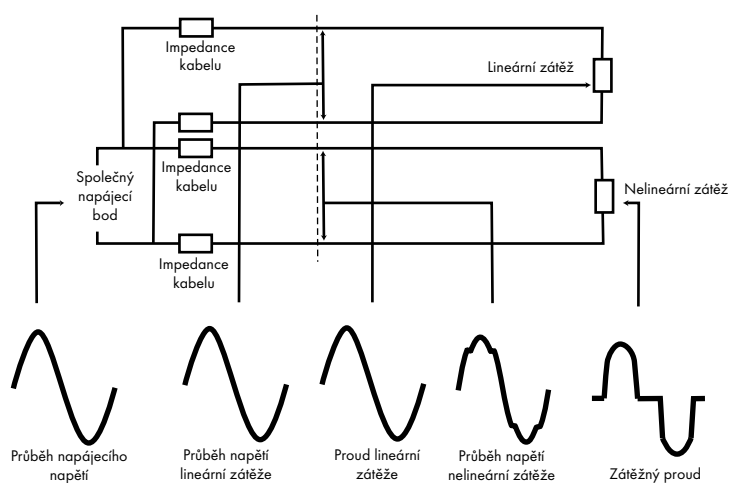 Impedance
kabelu
Lineární zátěž
Impedance
kabelu
Společný
napájecí
bod
Nelineární zátěž
Impedance
kabelu
Průběh napájecího
napětí
Průběh napětí
lineární zátěže
Proud lineární
zátěže
Průběh napětí
nelineární zátěže
Zátěžný proud